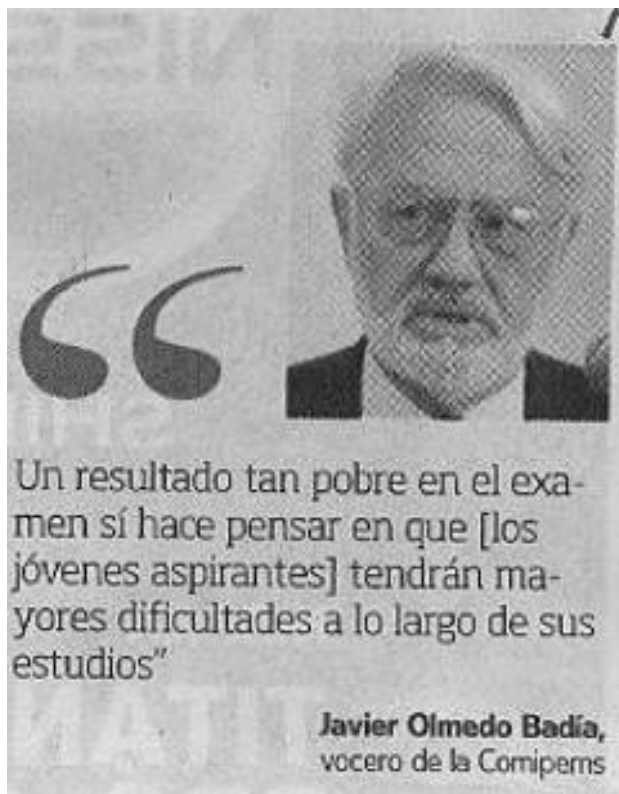 Un resultado tan pobre en el exa-
men sí hace pensar en que [los
jóvenes aspirantes] tendrán ma-
yores dificultades a lo largo de sus
estudios”
Javier Olmedo Badía,
vocero de la Comipems